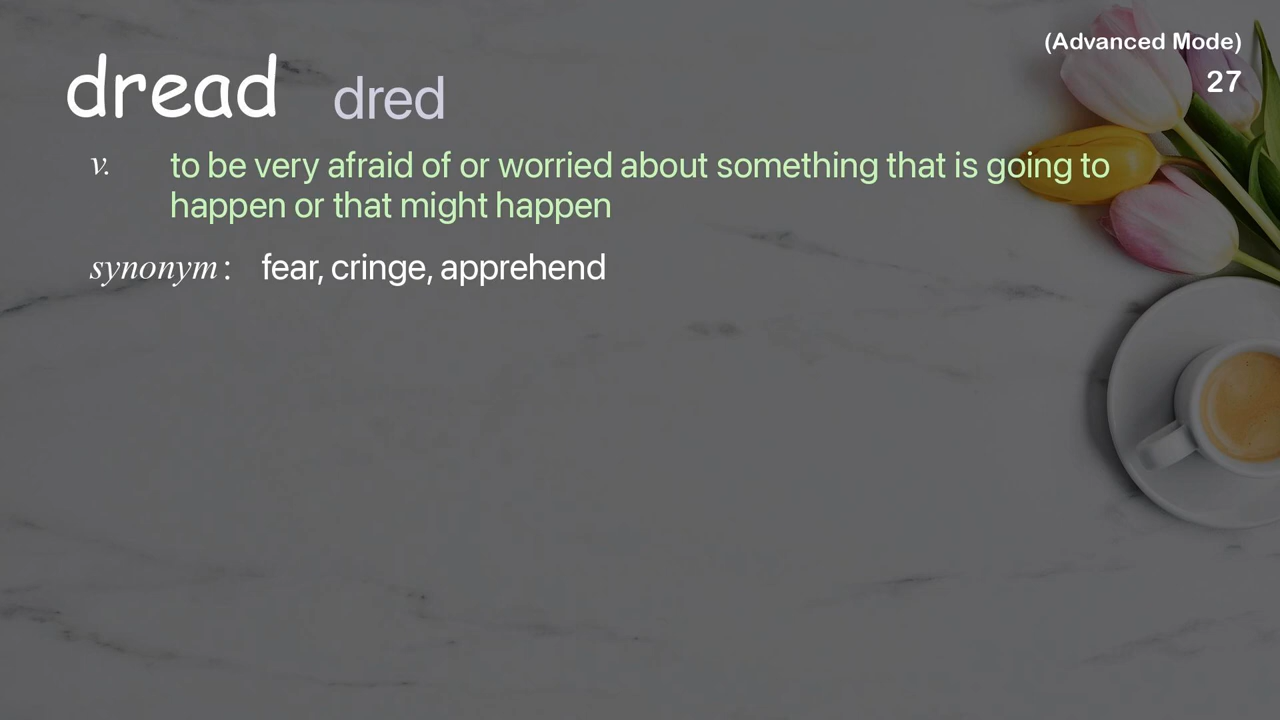 (Advanced Mode)
27
dread dred
v. to be very afraid of or worried about something that is going to
happen or that might happen
synonym: fear, cringe, apprehend